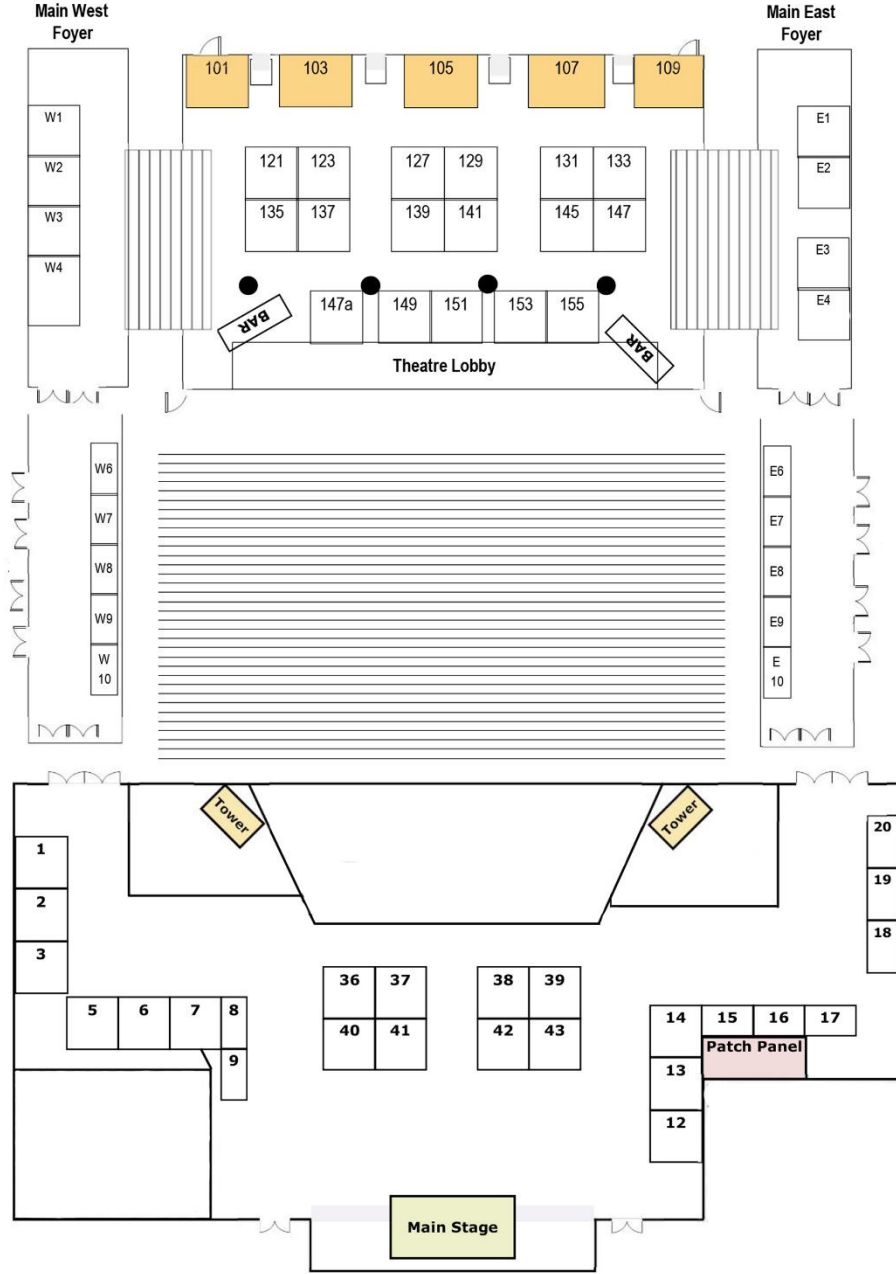 Main West
Foyer
Main East
Foyer
101
103
105
107
109
W1
W2
W3
W4
121
123
127
129
131
133
135
137
139
141
145
147
E1
E2
E3
E4
147a
149
151
153
155
BAR
BAR
Theatre Lobby
W6
W7
W8
W9
W
10
E6
E7
E8
E9
E
10
Tower
Tower
1
2
3
20
19
18
5
6
7
8
9
36
37
38
39
40
41
42
43
14
15
16
17
Patch Panel
13
12
Main Stage